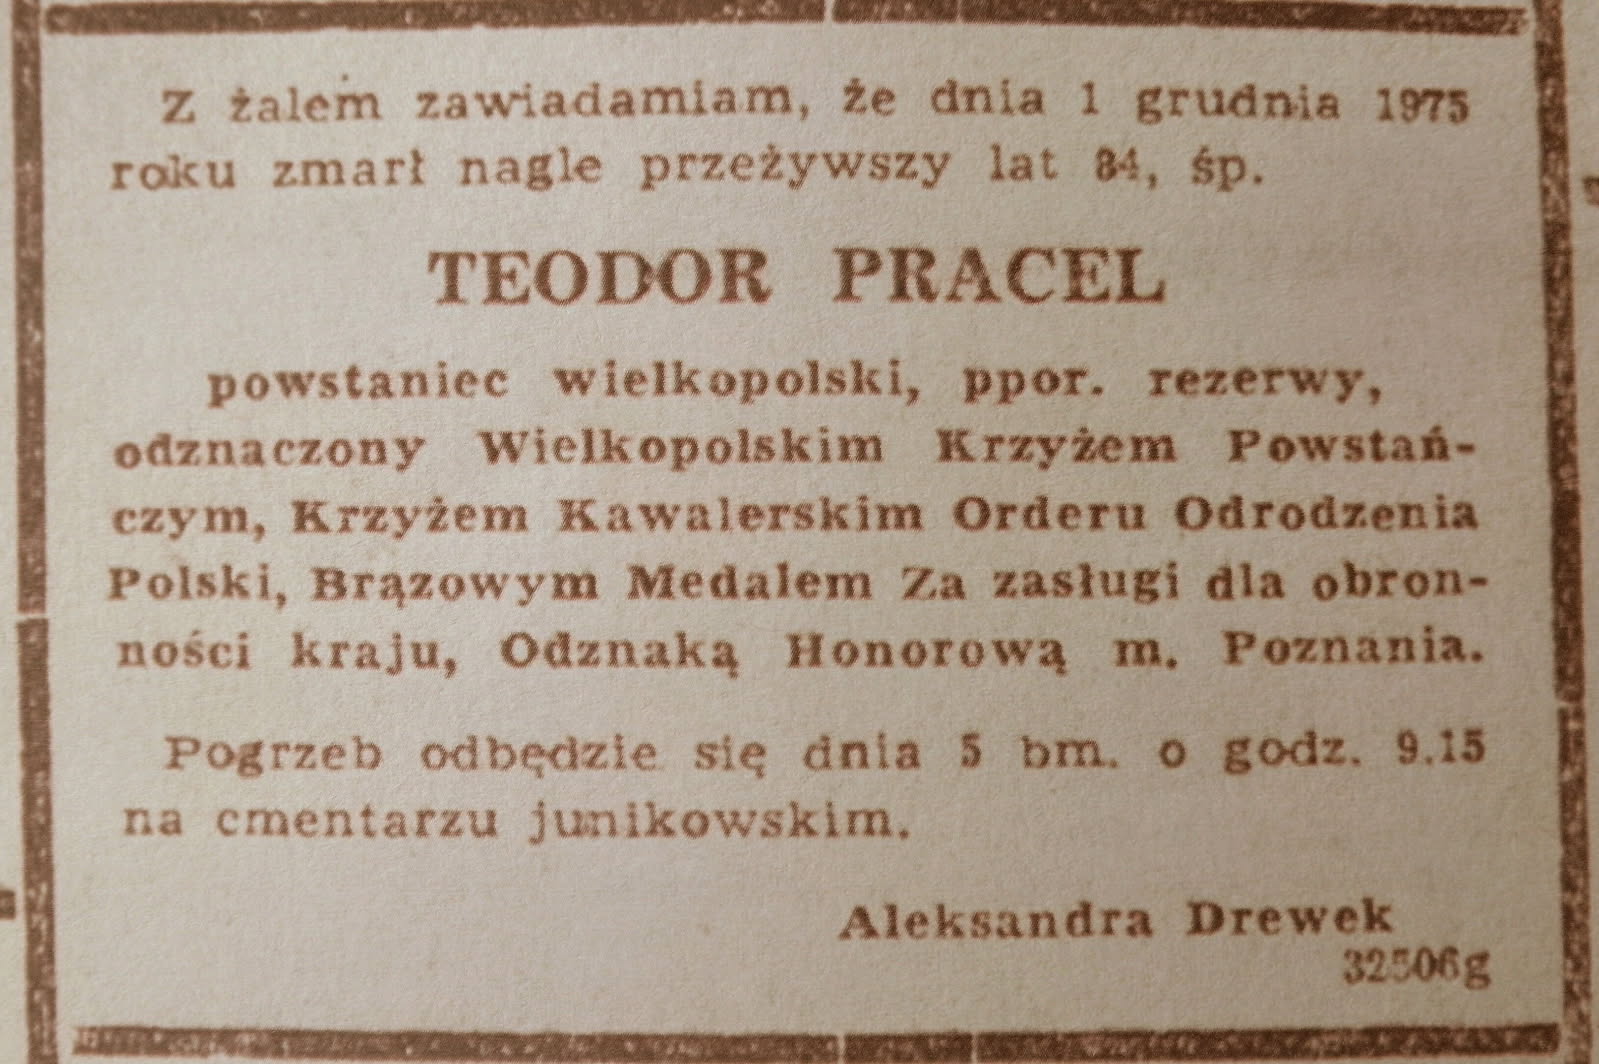 Z żalem zawiadamiam, że dnia 1 grudnia 1975
roku zmarł nagle przeżywszy lat 84, śp.
TEODOR PRACEL
powstaniec wielkopolski, ppor. rezerwy,
odznaczony Wielkopolskim Krzyżem Powstań-
czym, Krzyżem Kawalerskim Orderu Odrodzenia
Polski, Brązowym Medalem Za zasługi dla obron-
ności kraju, Odznaką Honorową m. Poznania.
Pogrzeb odbędzie się dnia 5 bm. o godz. 9.15
na cmentarzu junikowskim.
Aleksandra Drewek
32506g